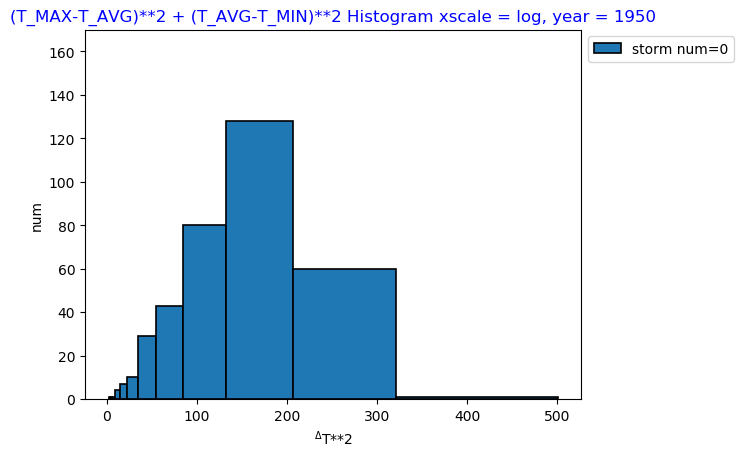 (T_MAX-T_AVG)**2 + (T_AVG-T_MIN)**2 Histogram xscale = log, year = 1950
storm num=0
160
140
120
100
80
60
40
20
0
num
0 100 200 300 400 500
ΔT**2